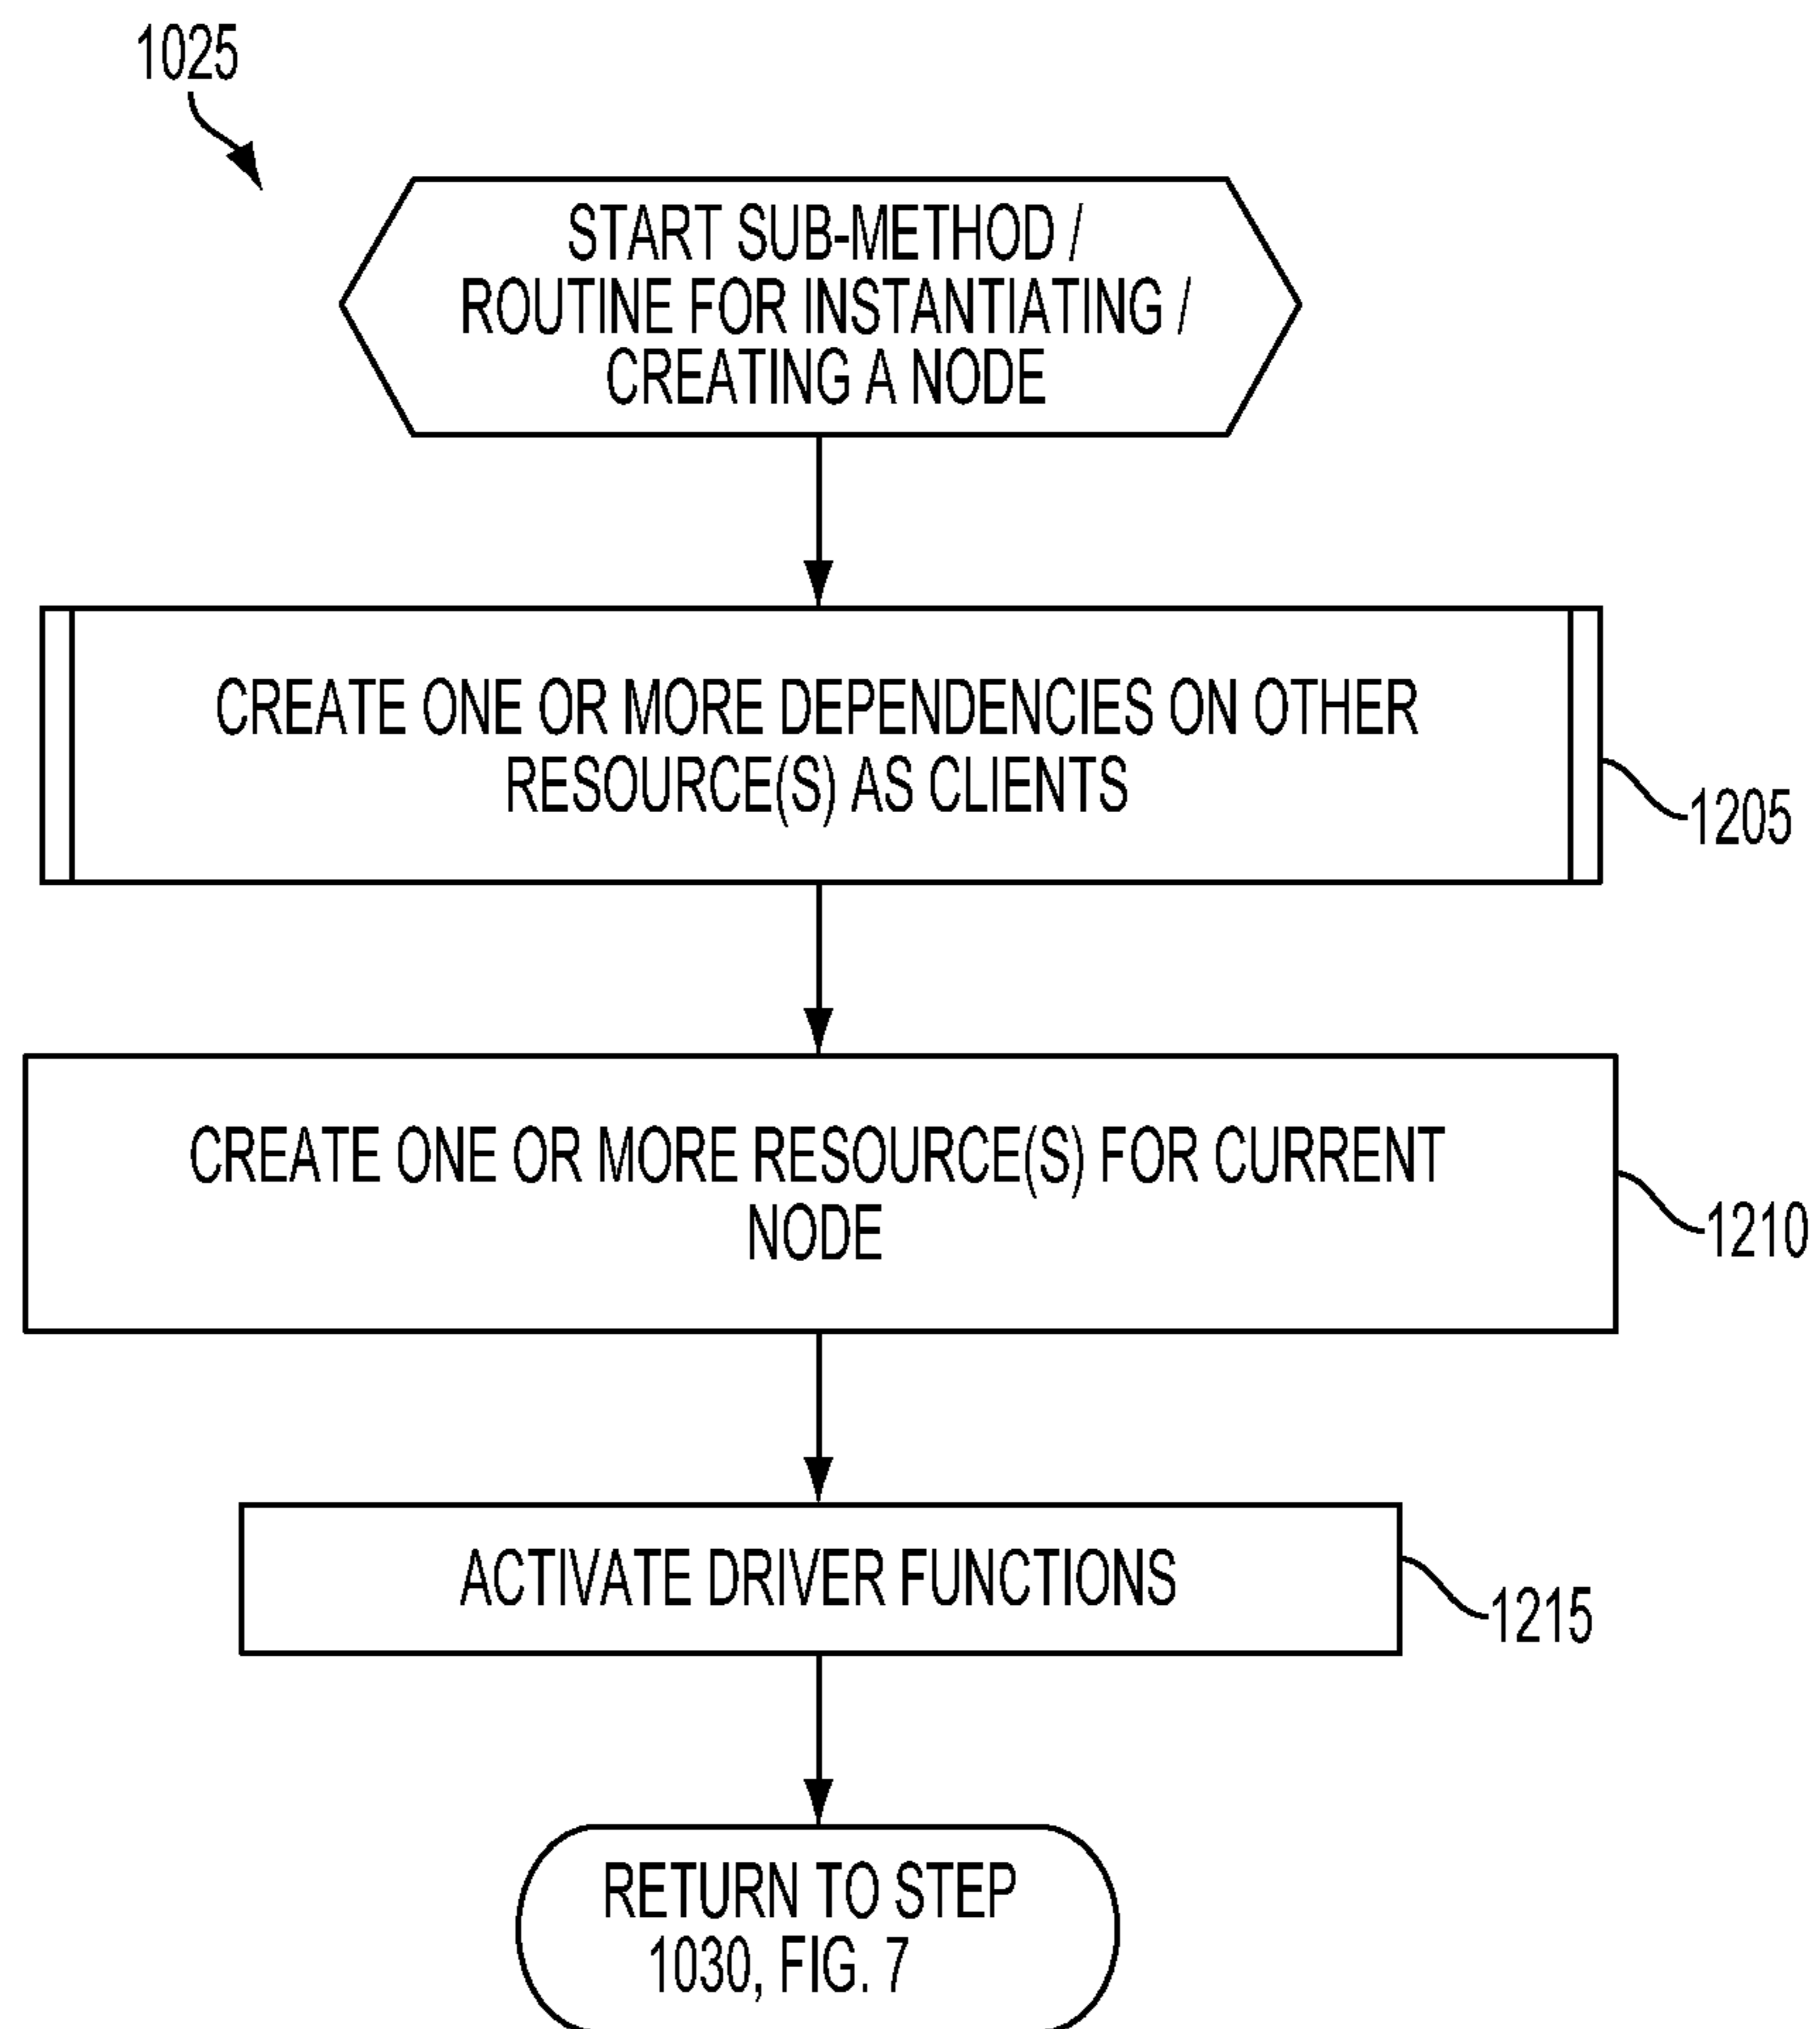 1025
START SUB-METHOD /
ROUTINE FOR INSTANTIATING /
CREATING A NODE
CREATE ONE OR MORE DEPENDENCIES ON OTHER
RESOURCE(S) AS CLIENTS
1205
CREATE ONE OR MORE RESOURCE(S) FOR CURRENT
NODE
1210
ACTIVATE DRIVER FUNCTIONS
1215
RETURN TO STEP
1030, FIG. 7